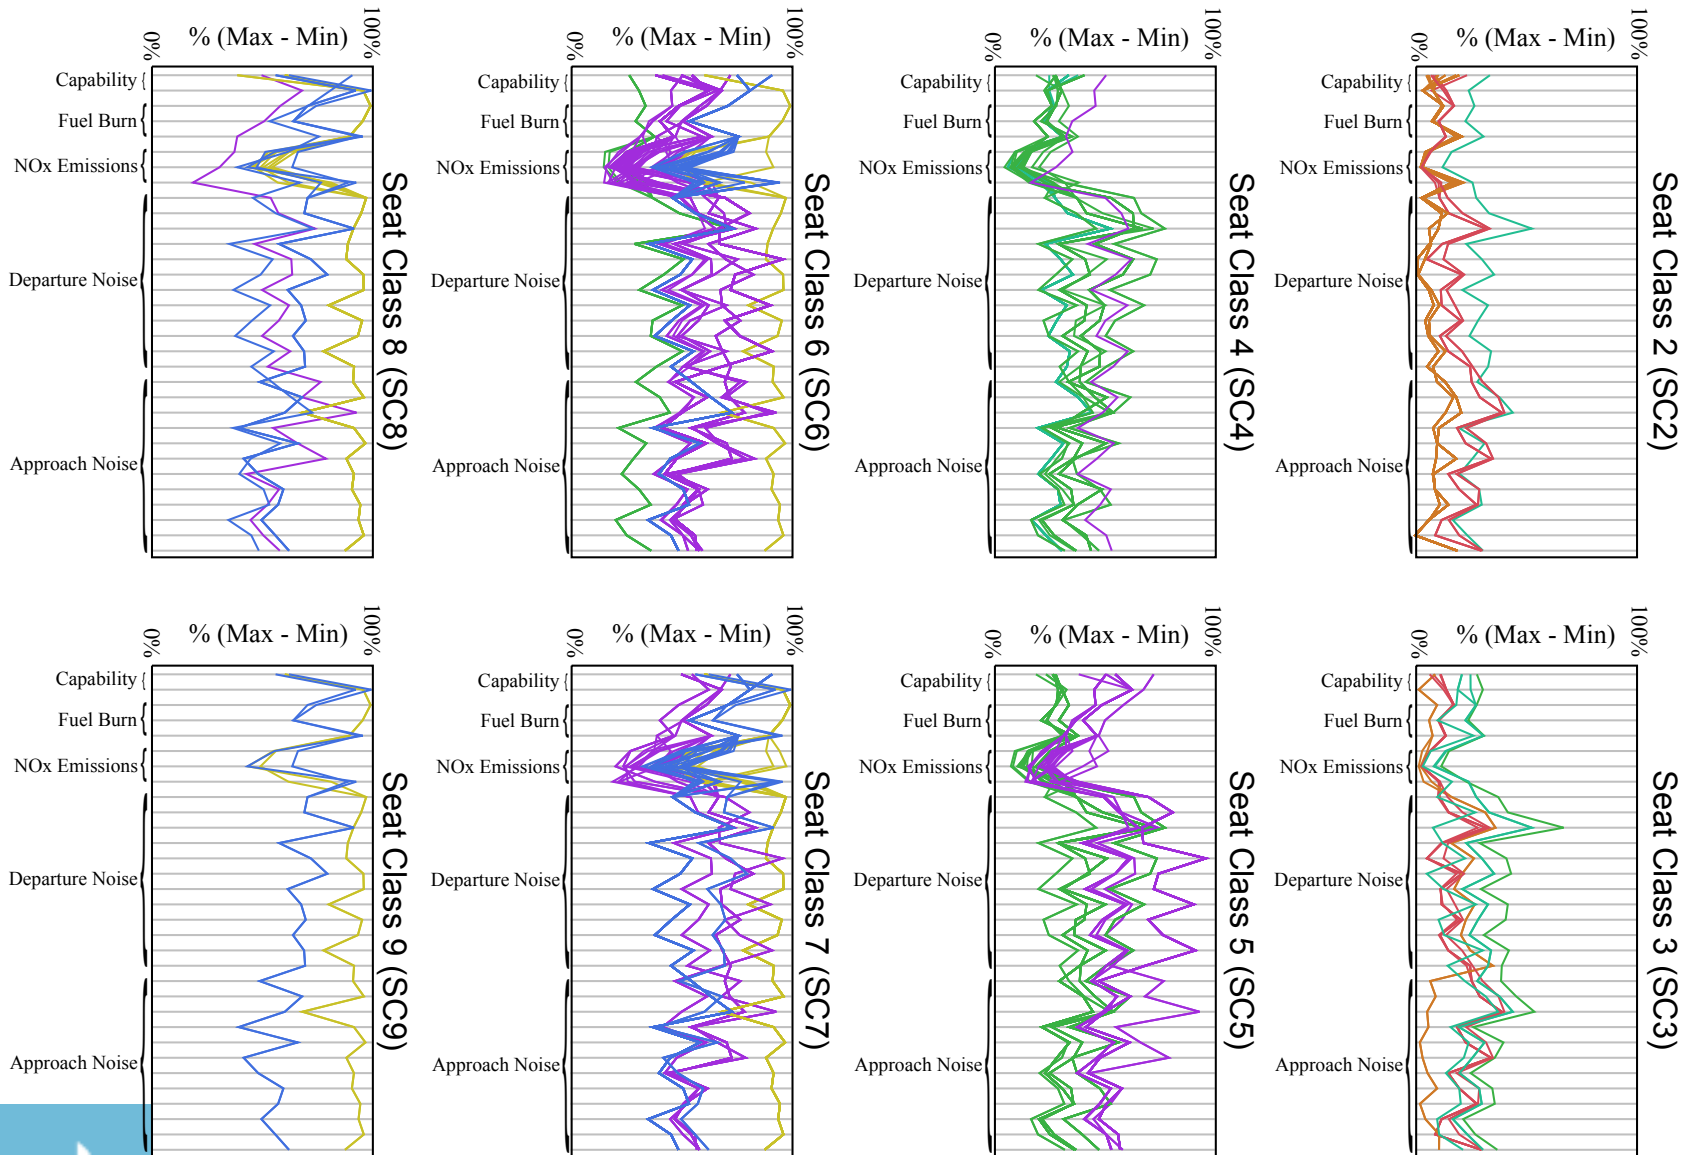 Seat Class 2 (SC2)
100%
% (Max - Min)
0%
Capability
Fuel Burn
NOx Emissions
Departure Noise
Approach Noise
Seat Class 3 (SC3)
100%
% (Max - Min)
0%
Capability
Fuel Burn
NOx Emissions
Departure Noise
Approach Noise
Seat Class 4 (SC4)
100%
% (Max - Min)
0%
Capability
Fuel Burn
NOx Emissions
Departure Noise
Approach Noise
Seat Class 5 (SC5)
100%
% (Max - Min)
0%
Capability
Fuel Burn
NOx Emissions
Departure Noise
Approach Noise
Seat Class 6 (SC6)
100%
% (Max - Min)
0%
Capability
Fuel Burn
NOx Emissions
Departure Noise
Approach Noise
Seat Class 7 (SC7)
100%
% (Max - Min)
0%
Capability
Fuel Burn
NOx Emissions
Departure Noise
Approach Noise
Seat Class 8 (SC8)
100%
% (Max - Min)
0%
Capability
Fuel Burn
NOx Emissions
Departure Noise
Approach Noise
Seat Class 9 (SC9)
100%
% (Max - Min)
0%
Capability
Fuel Burn
NOx Emissions
Departure Noise
Approach Noise